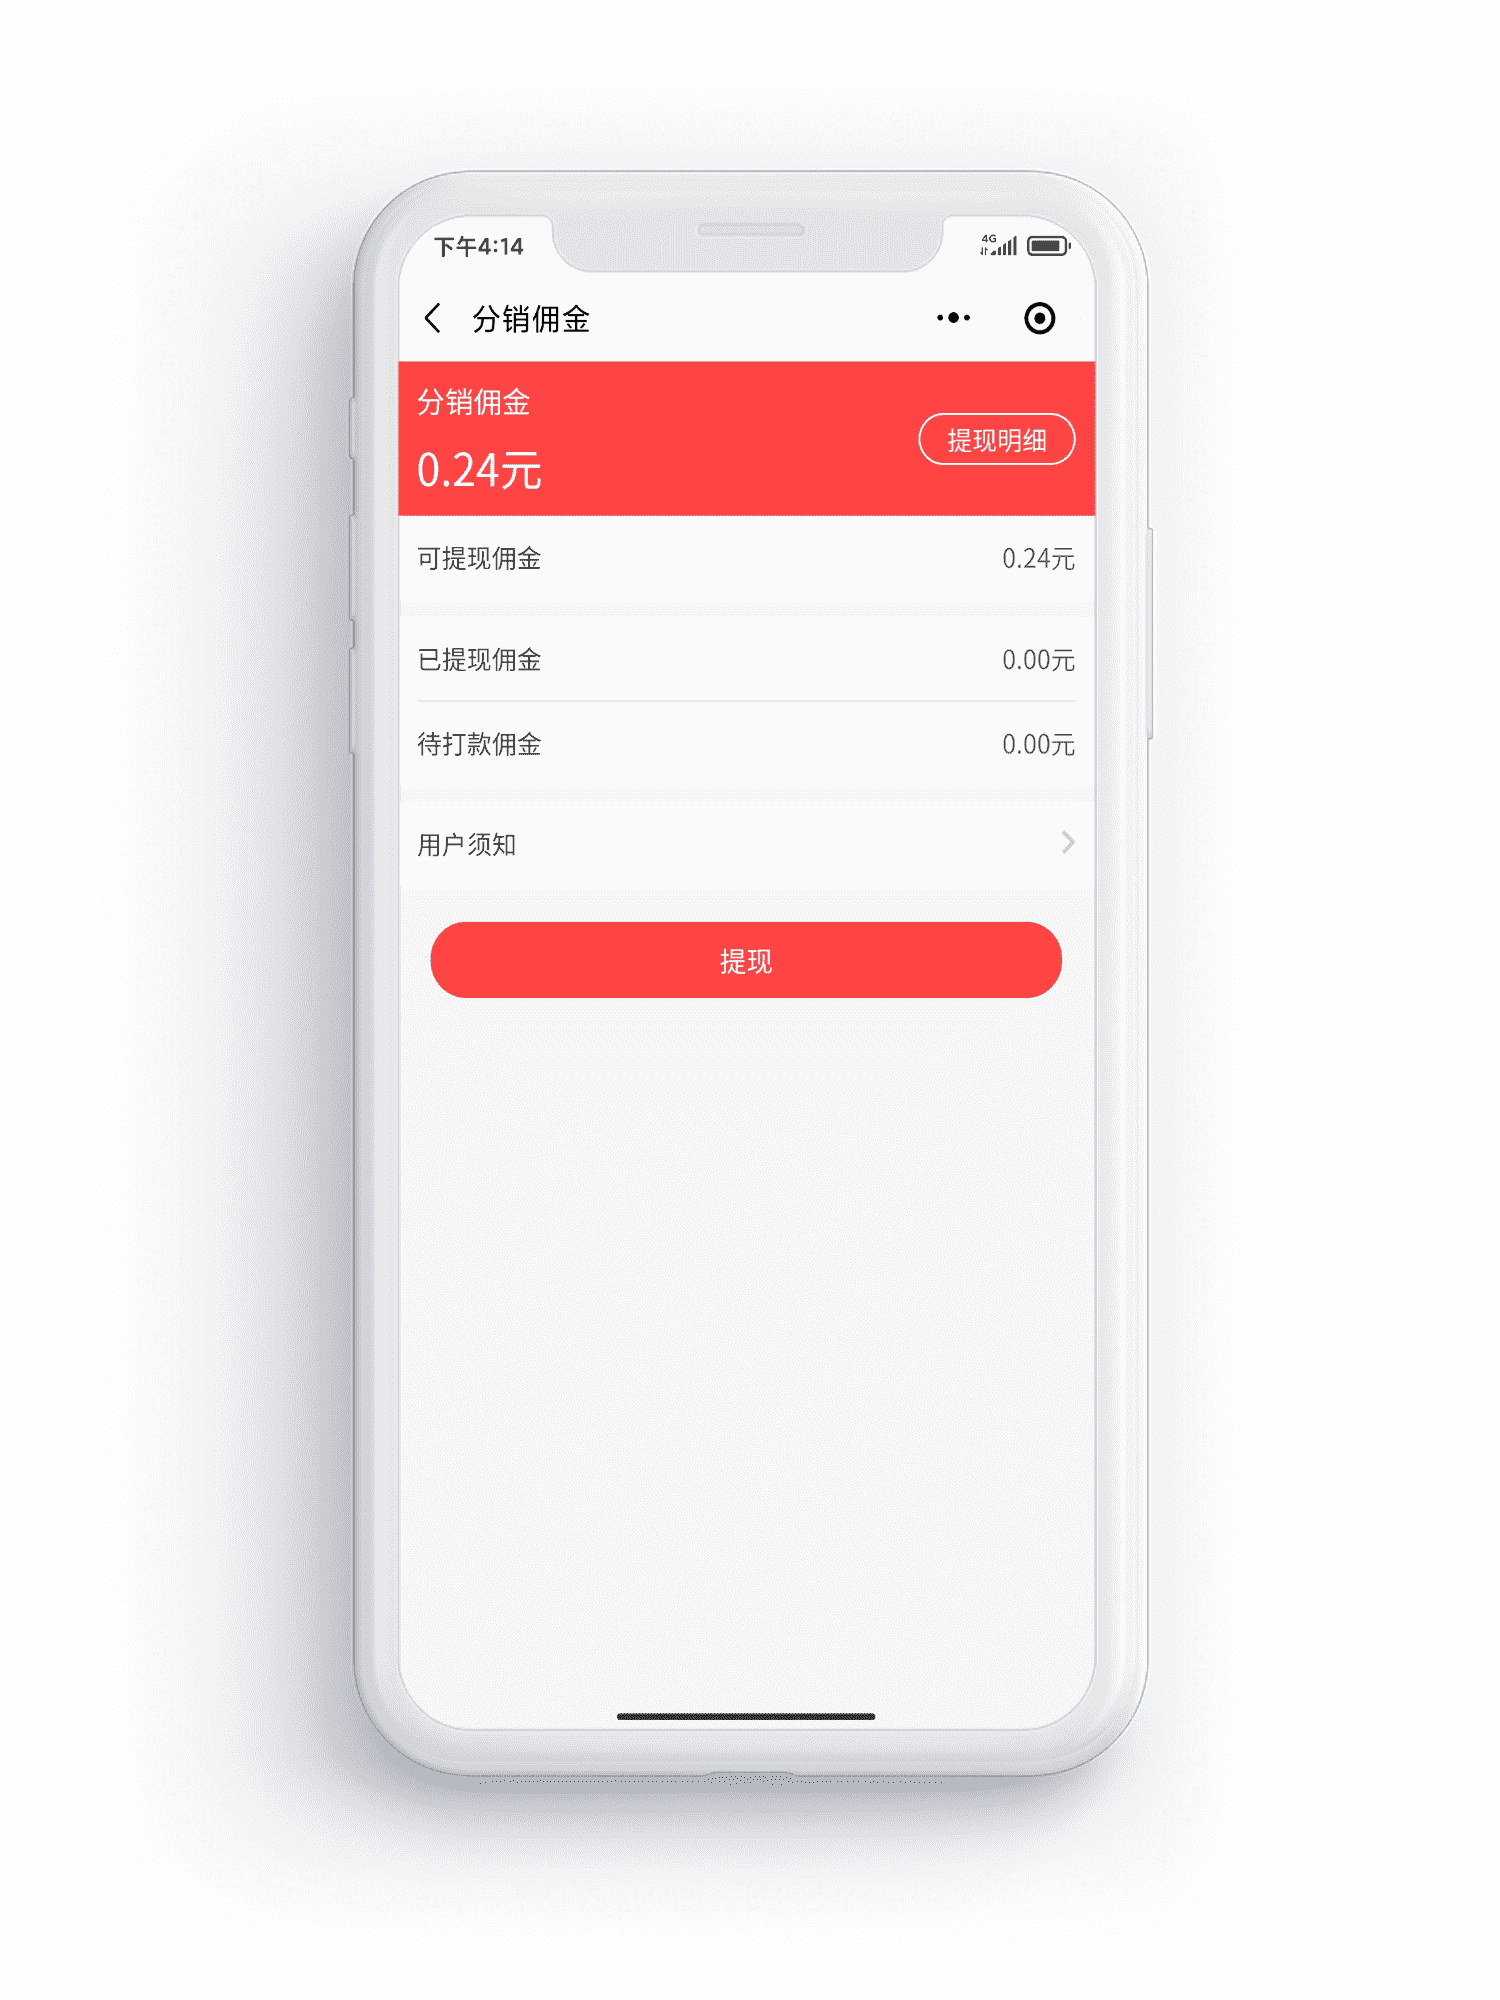 下午4:14
4G
分销佣金
分销佣金
提现明细
0.24元
可提现佣金 0.24元
已提现佣金 0.00元
待打款佣金 0.00元
用户须知
提现